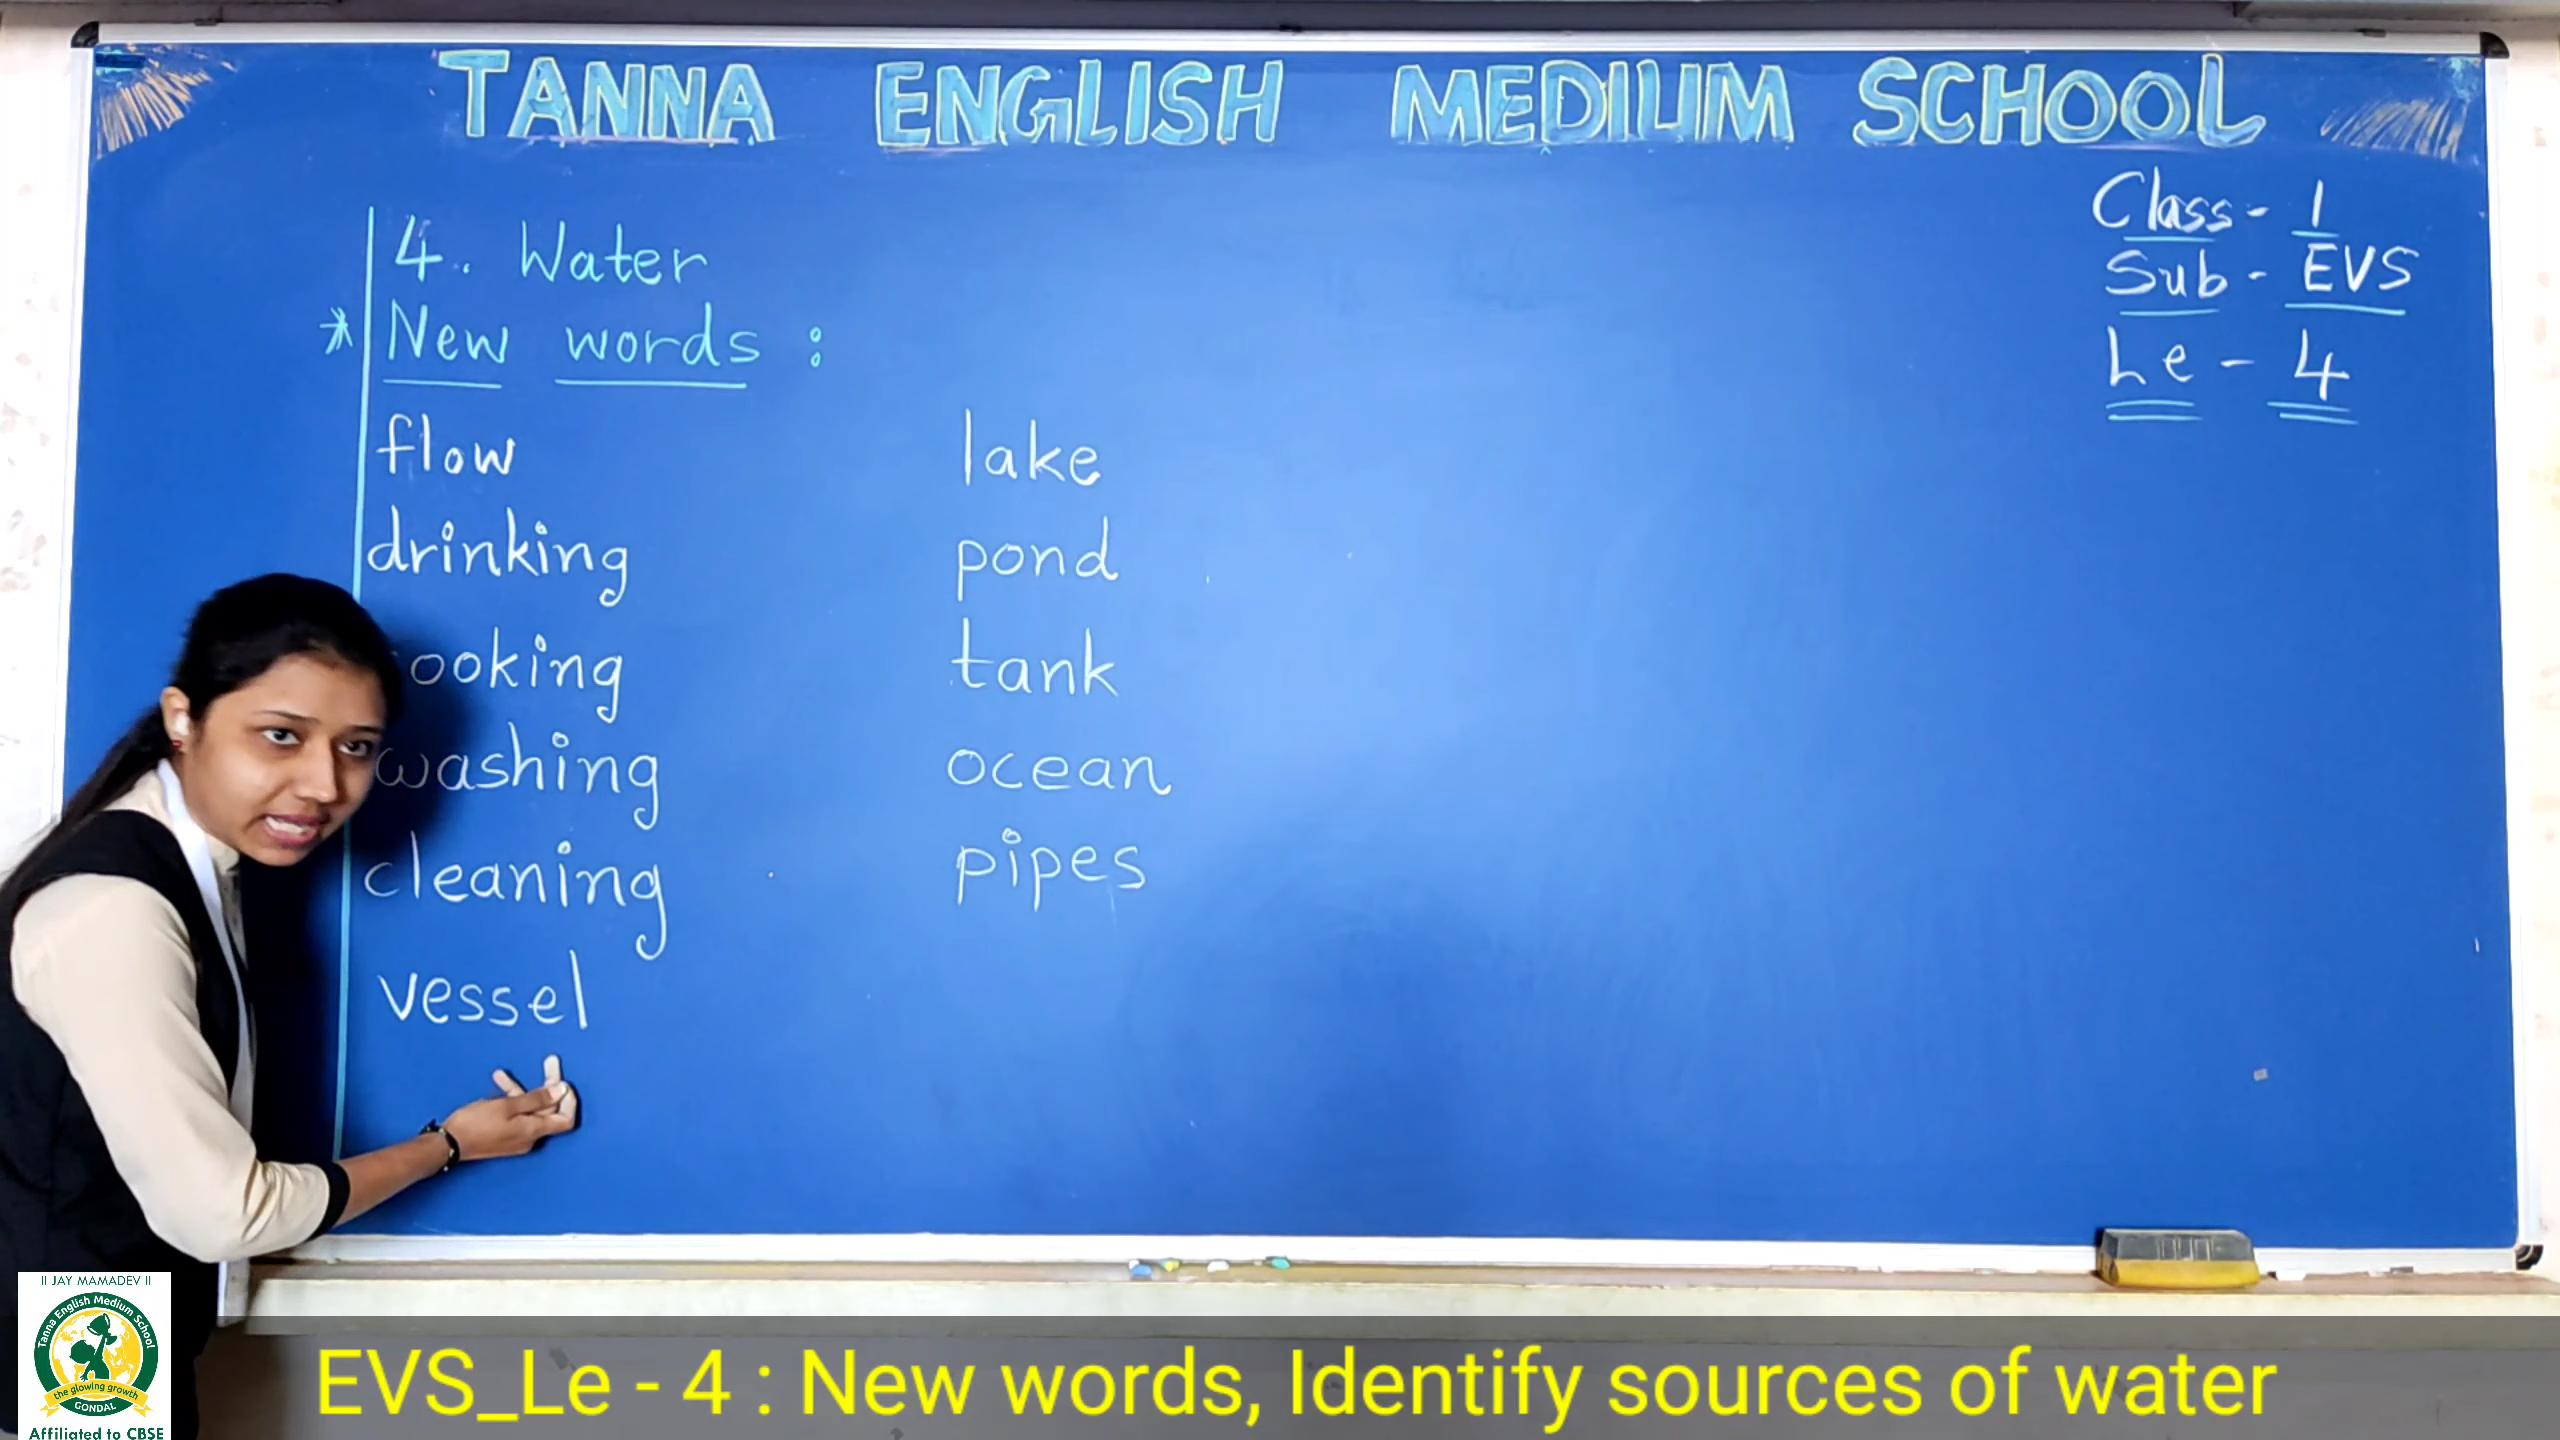 TANNA ENGLISH MEDIUM SCHOOL
Class - 1
Sub - EVS
Le - 4
4. Water
* New words :
flow
drinking
ooking
washing
cleaning
vessel
lake
pond
tank
ocean
pipes
II JAY MAMADEV II
Tanna English Medium School
the glowing growth
GONDAL
Affiliated to CBSE
EVS_Le - 4 : New words, Identify sources of water